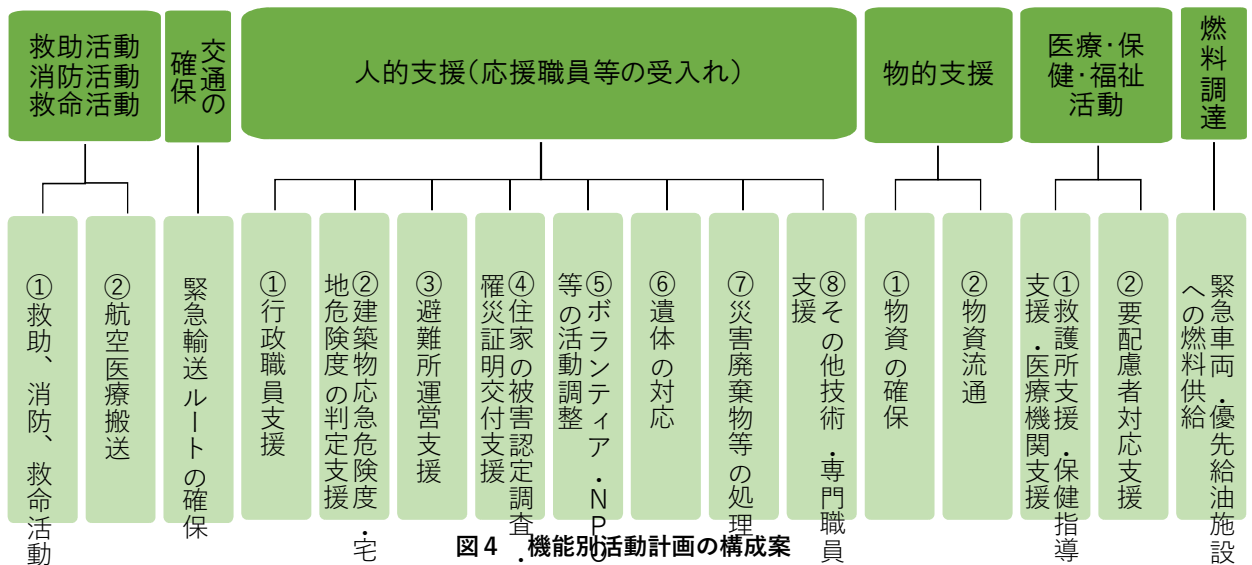 救助活動
消防活動
救命活動
交通の
確保
人的支援（応援職員等の受入れ）
物的支援
医療・保
健・福祉
活動
燃料調達
①救助、消防、救命活動
②航空医療搬送
緊急輸送ルートの確保
①行政職員支援
②建築物応急危険度・宅
地危険度の判定支援
③避難所運営支援
④住家の被害認定調査・
罹災証明交付支援
⑤ボランティア・NPO
等の活動調整
⑥遺体の対応
⑦災害廃棄物等の処理
⑧その他技術・専門職員
支援
①物資の確保
②物資流通
①救護所支援・保健指導
支援・医療機関支援
②要配慮者対応支援
緊急車両・優先給油施設
への燃料供給
図４　機能別活動計画の構成案